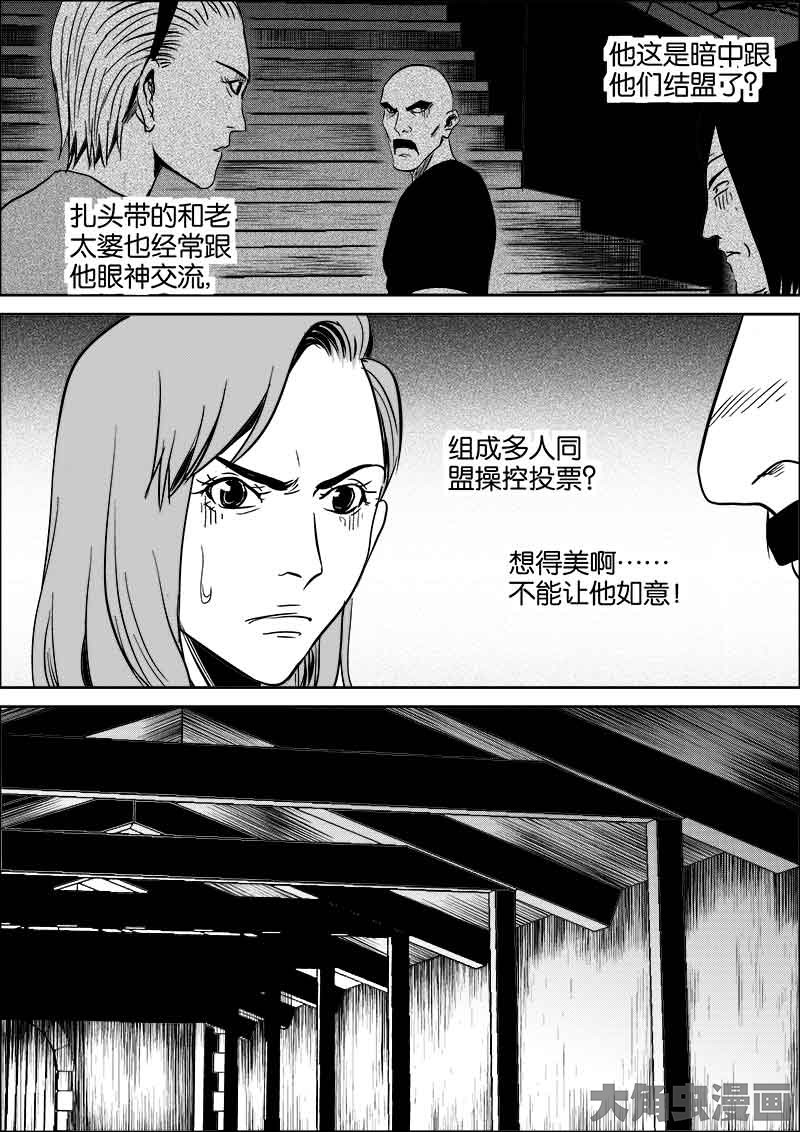 扎头带的和老
太婆也经常跟
他眼神交流,
他这是暗中跟
他们结盟了?
组成多人同
盟操控投票?
想得美啊……
不能让他如意!
大角虫漫画